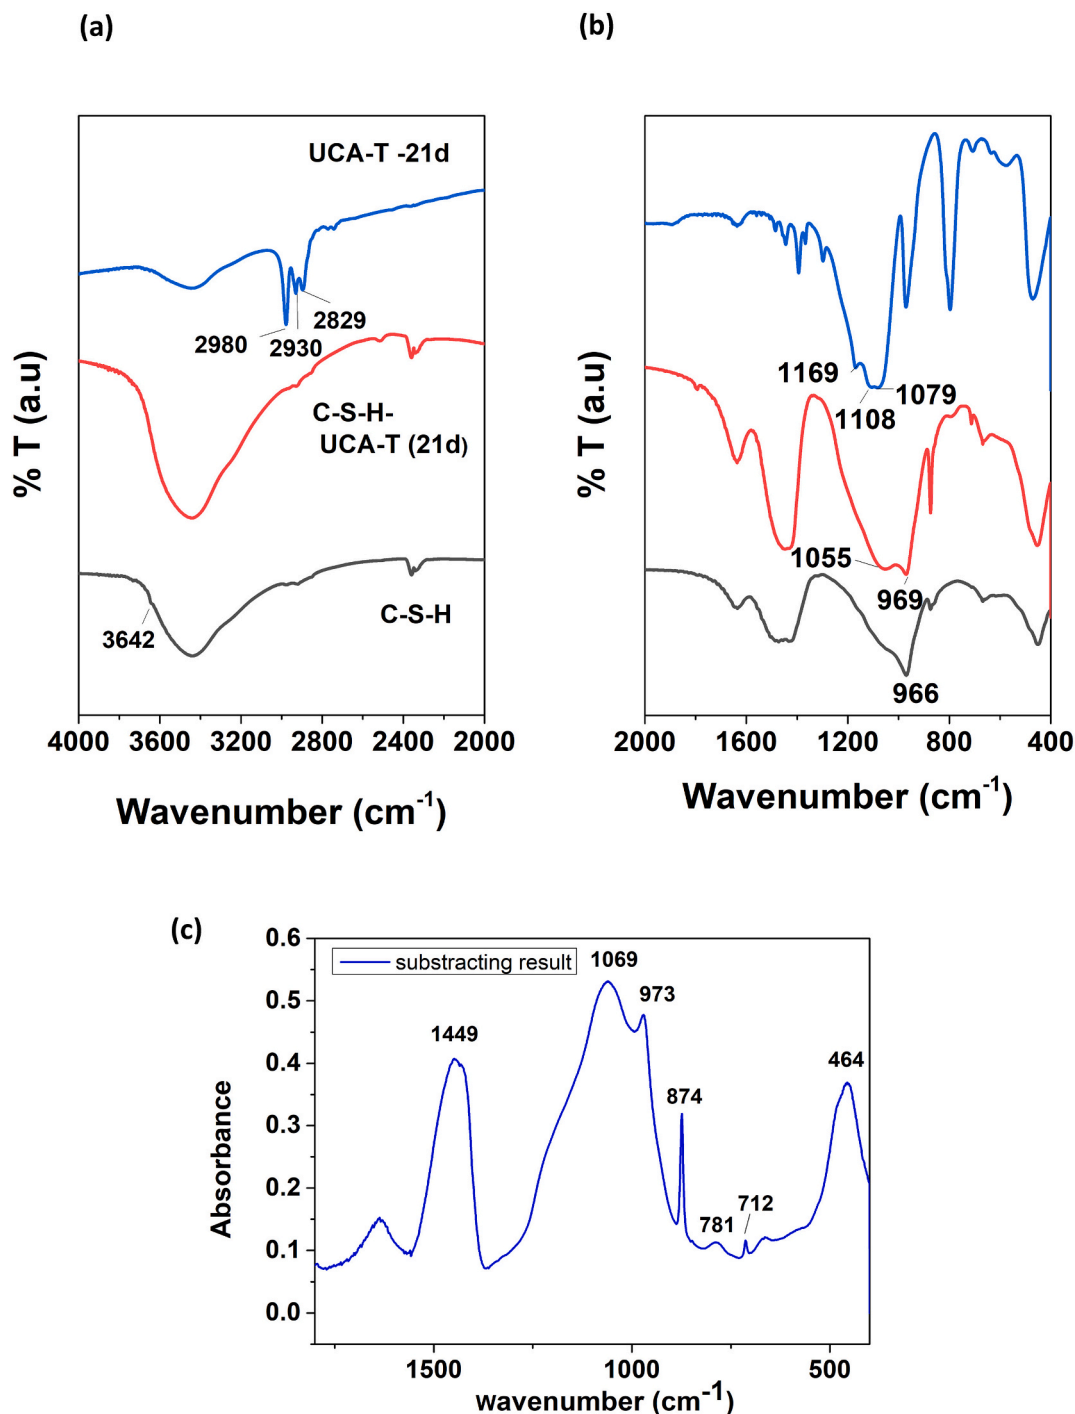 (a)
(b)
UCA-T -21d
2980
2930
2829
C-S-H-
UCA-T (21d)
C-S-H
3642
% T (a.u)
4000 3600 3200 2800 2400 2000
Wavenumber (cm-1)
1169
1108
1079
1055
969
966
% T (a.u)
2000 1600 1200 800 400
Wavenumber (cm-1)
(c)
substracting result
1449
1069
973
874
781
712
464
0.6
0.5
0.4
0.3
0.2
0.1
0.0
Absorbance
1500 1000 500
wavenumber (cm-1)